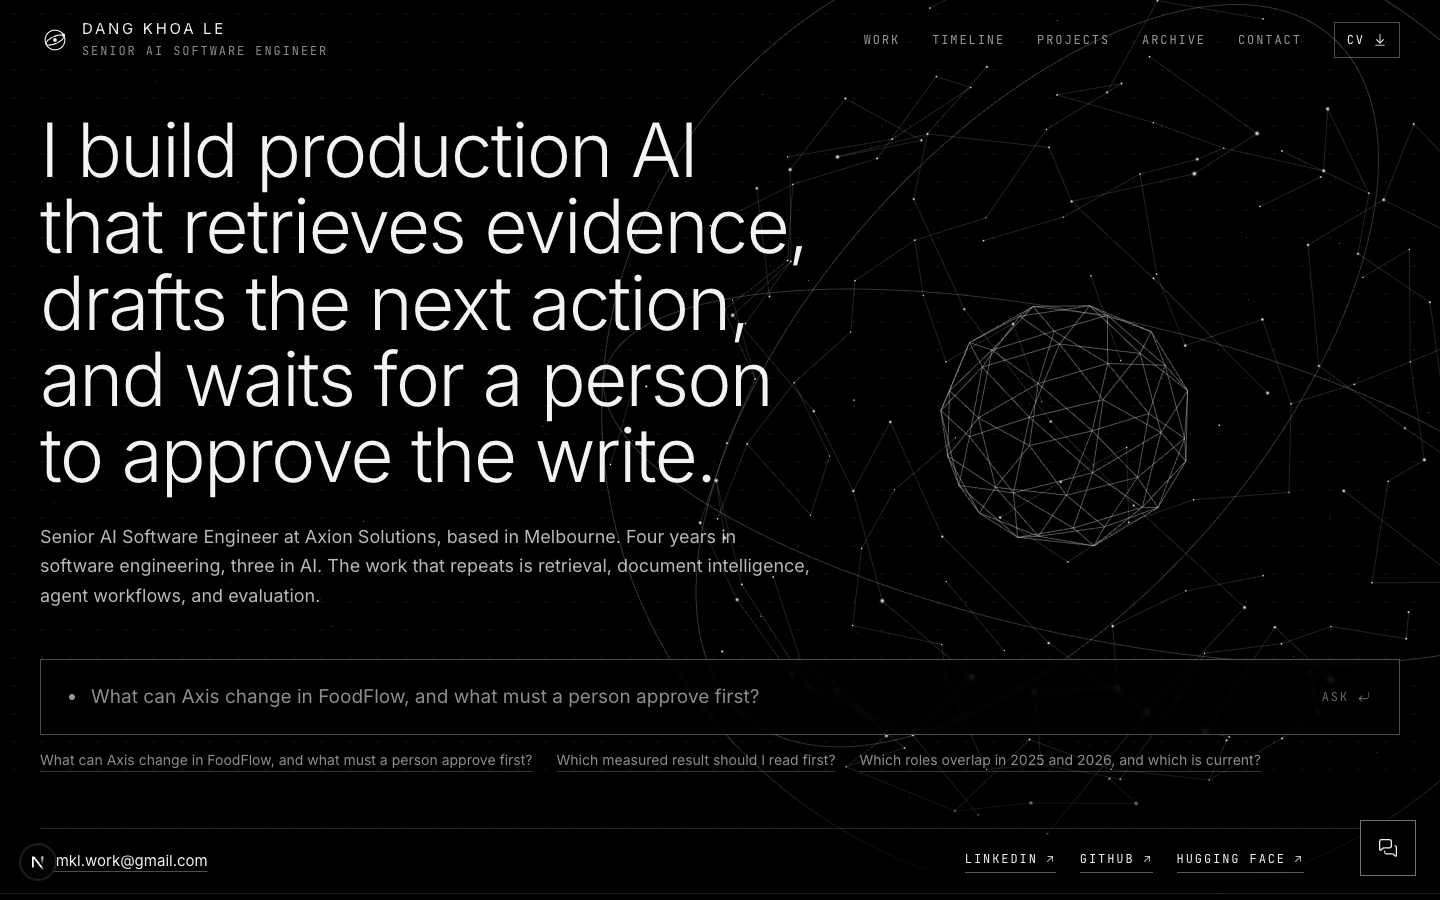 DANG KHOA LE
SENIOR AI SOFTWARE ENGINEER
WORK
TIMELINE
PROJECTS
ARCHIVE
CONTACT
CV
I build production AI
that retrieves evidence,
drafts the next action,
and waits for a person
to approve the write.
Senior AI Software Engineer at Axion Solutions, based in Melbourne. Four years in
software engineering, three in AI. The work that repeats is retrieval, document intelligence,
agent workflows, and evaluation.
What can Axis change in FoodFlow, and what must a person approve first?
ASK
What can Axis change in FoodFlow, and what must a person approve first?
Which measured result should I read first?
Which roles overlap in 2025 and 2026, and which is current?
N
mkl.work@gmail.com
LINKEDIN
GITHUB
HUGGING FACE